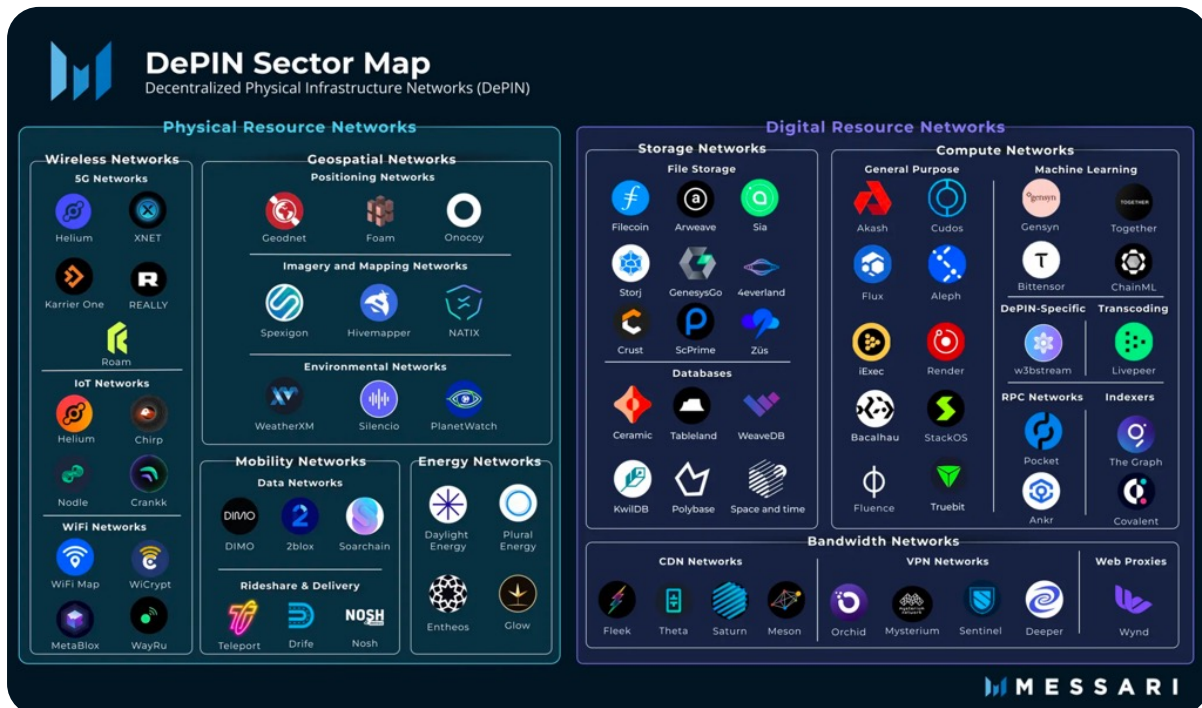 DePIN Sector Map
Decentralized Physical Infrastructure Networks (DePIN)
Physical Resource Networks
Wireless Networks
5G Networks
Helium
XNET
Karrier One
REALLY
Roam
IoT Networks
Helium
Chirp
Nodle
Crankk
WiFi Networks
WiFi Map
WiCrypt
MetaBlox
WayRu
Geospatial Networks
Positioning Networks
Geodnet
Foam
Onocoy
Imagery and Mapping Networks
Spexigon
Hivemapper
NATIX
Environmental Networks
WeatherXM
Silencio
PlanetWatch
Mobility Networks
Data Networks
DIMO
DIMO
2blox
Soarchain
Rideshare & Delivery
NOSH
Teleport
Drife
Nosh
Energy Networks
Daylight
Energy
Plural
Energy
Entheos
Glow
Digital Resource Networks
Storage Networks
File Storage
Filecoin
Arweave
Sia
Storj
GenesysGo
4everland
Crust
ScPrime
Züs
Databases
Ceramic
Tableland
WeaveDB
KwilDB
Polybase
Space and time
Compute Networks
General Purpose
Akash
Cudos
Flux
Aleph
iExec
Render
Bacalhau
StackOS
Fluence
Truebit
Machine Learning
gensyn
TOGETHER
Gensyn
Together
Bittensor
ChainML
DePIN-Specific
w3bstream
Transcoding
Livepeer
RPC Networks
Pocket
Ankr
Indexers
The Graph
Covalent
Bandwidth Networks
CDN Networks
Fleek
Theta
Saturn
Meson
VPN Networks
mysterium
network
Orchid
Mysterium
Sentinel
Deeper
Web Proxies
Wynd
MESSARI